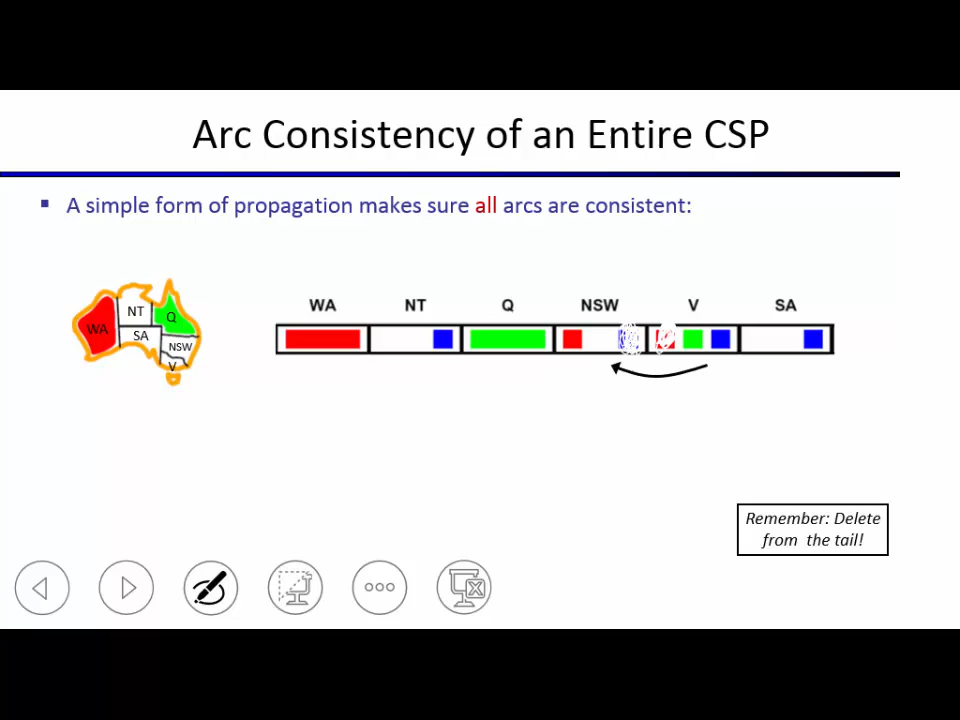 Arc Consistency of an Entire CSP
▪ A simple form of propagation makes sure all arcs are consistent:
WA NT Q NSW V SA
NT
Q
WA
SA
NSW
V
Remember: Delete
from the tail!